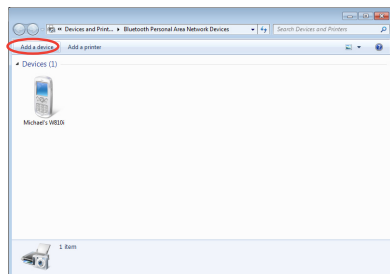 « Devices and Print... ▸ Bluetooth Personal Area Network Devices
Search Devices and Printers
Add a device Add a printer
Devices (1)
Michael's W810i
1 item